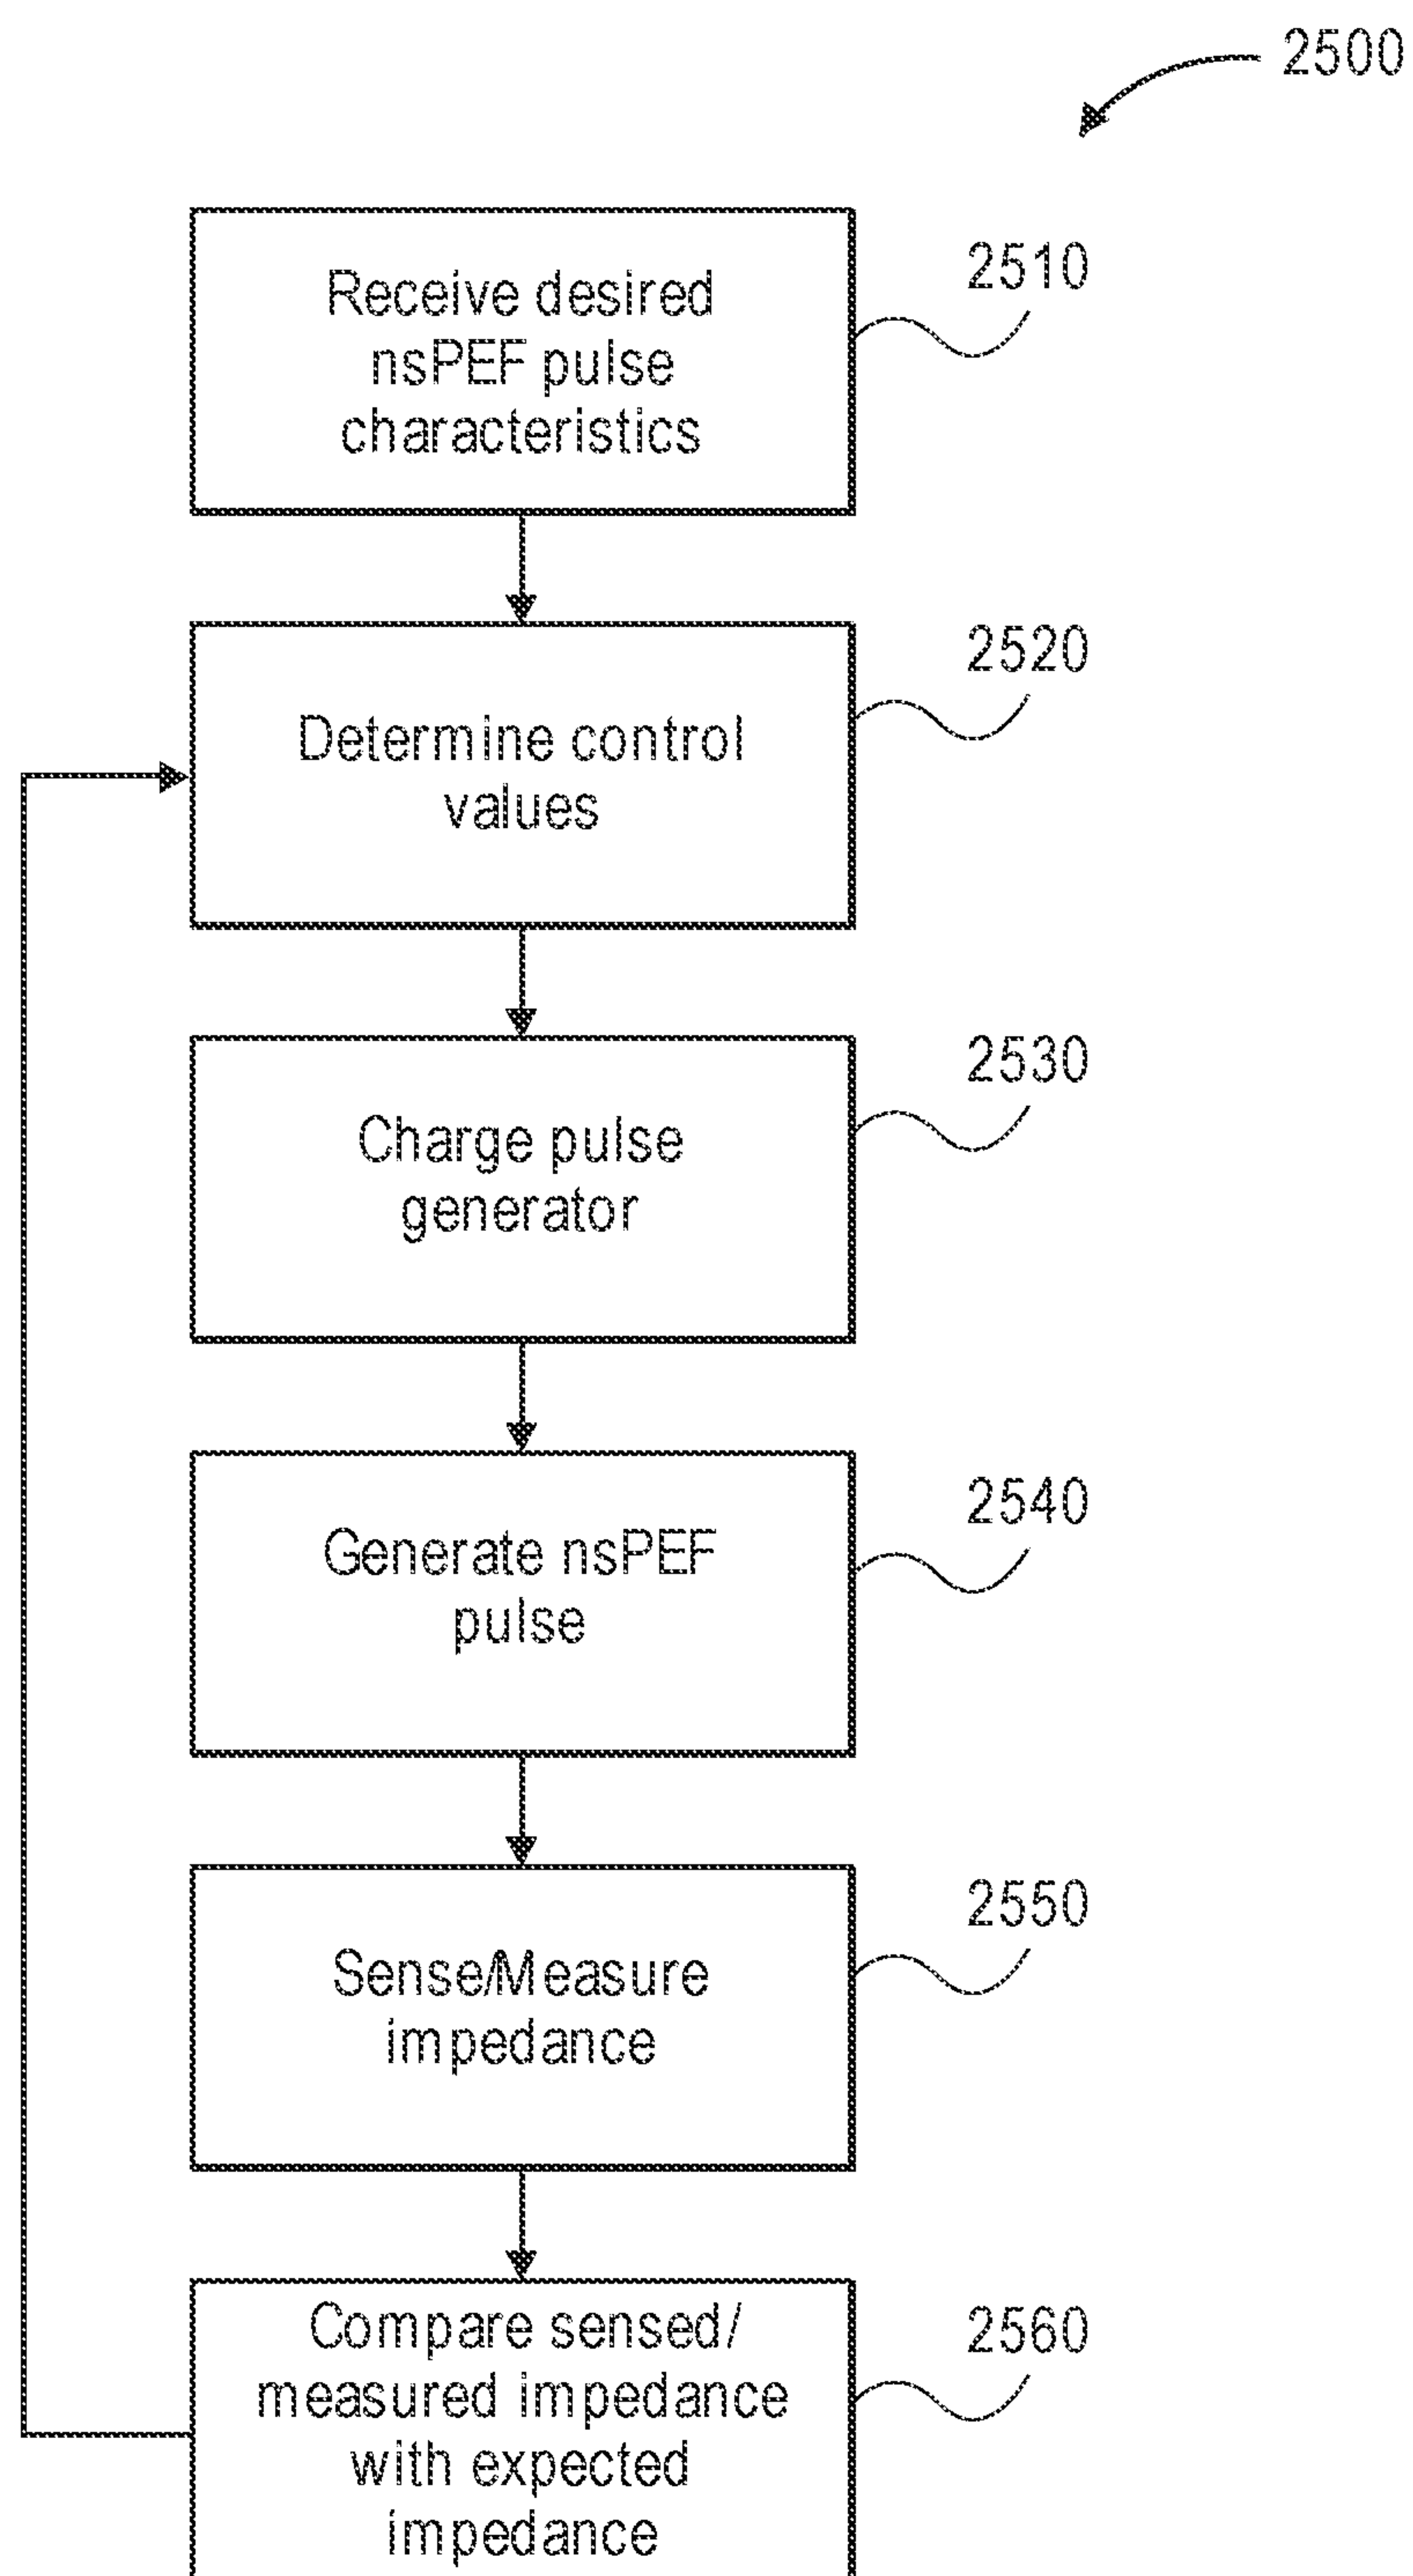 2500
Receive desired
nsPEF pulse
characteristics
2510
Determine control
values
2520
Charge pulse
generator
2530
Generate nsPEF
pulse
2540
Sense/Measure
impedance
2550
Compare sensed/
measured impedance
with expected
impedance
2560